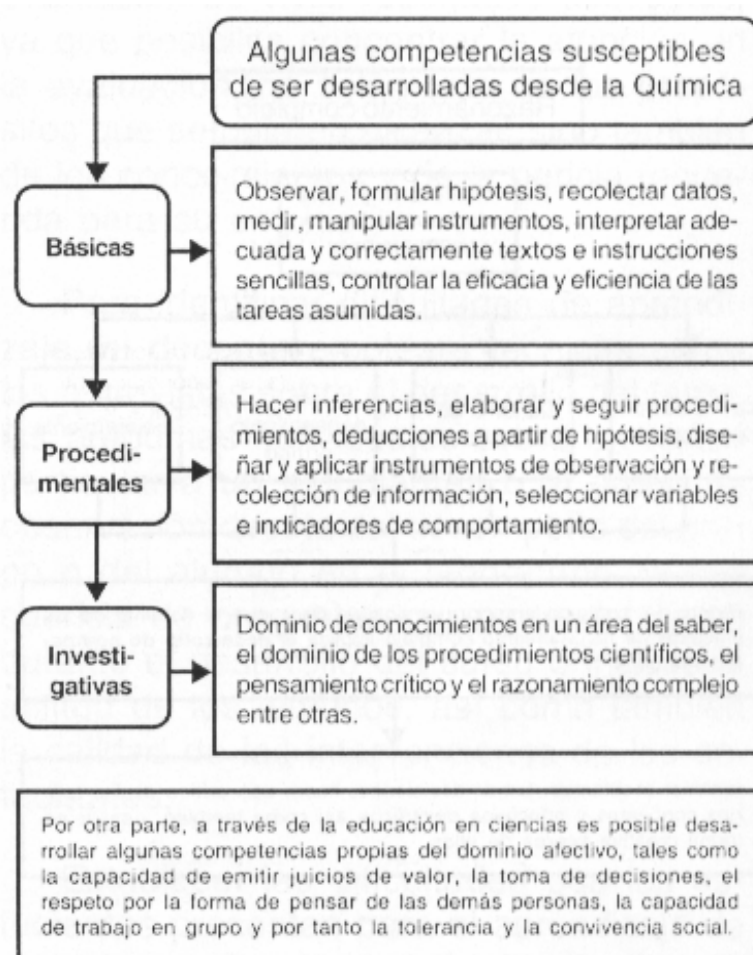 Algunas competencias susceptibles
de ser desarrolladas desde la Química
Básicas
Observar, formular hipótesis, recolectar datos,
medir, manipular instrumentos, interpretar ade-
cuada y correctamente textos e instrucciones
sencillas, controlar la eficacia y eficiencia de las
tareas asumidas.
Procedi-
mentales
Hacer inferencias, elaborar y seguir procedi-
mientos, deducciones a partir de hipótesis, dise-
ñar y aplicar instrumentos de observación y re-
colección de información, seleccionar variables
e indicadores de comportamiento.
Investi-
gativas
Dominio de conocimientos en un área del saber,
el dominio de los procedimientos científicos, el
pensamiento crítico y el razonamiento complejo
entre otras.
Por otra parte, a través de la educación en ciencias es posible desa-
rrollar algunas competencias propias del dominio afectivo, tales como
la capacidad de emitir juicios de valor, la toma de decisiones, el
respeto por la forma de pensar de las demás personas, la capacidad
de trabajo en grupo y por tanto la tolerancia y la convivencia social.